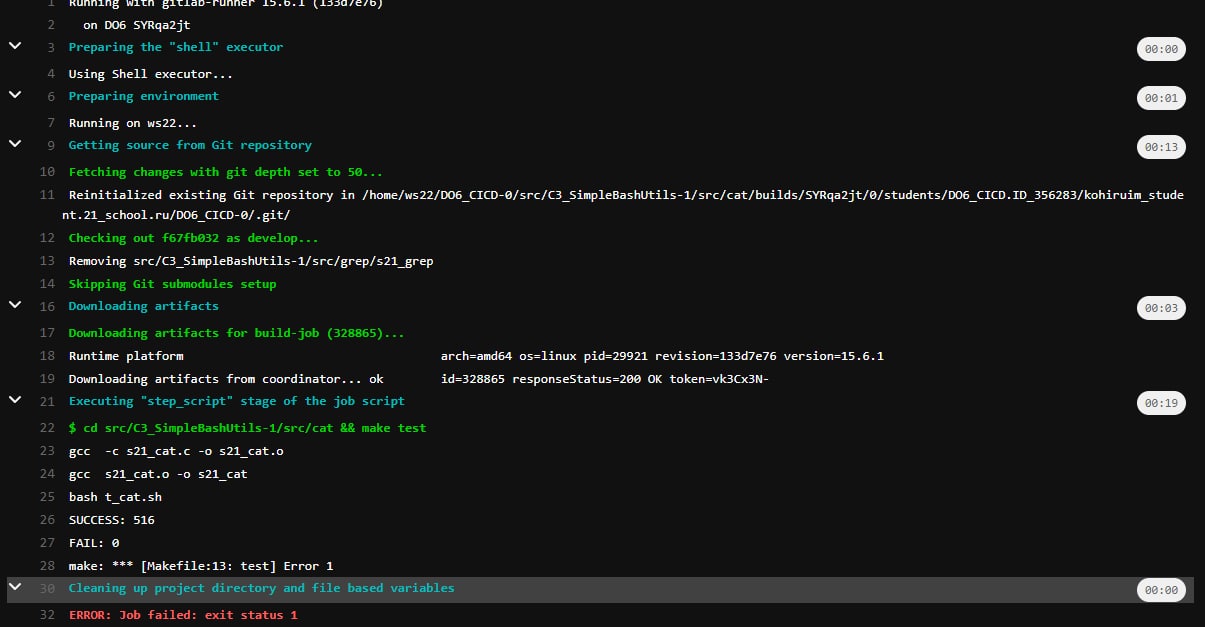 1 Running with gitlab-runner 15.6.1 (133d7e76)
2 on DO6 SYRqa2jt
3 Preparing the "shell" executor 00:00
4 Using Shell executor...
6 Preparing environment 00:01
7 Running on ws22...
9 Getting source from Git repository 00:13
10 Fetching changes with git depth set to 50...
11 Reinitialized existing Git repository in /home/ws22/DO6_CICD-0/src/C3_SimpleBashUtils-1/src/cat/builds/SYRqa2jt/0/students/DO6_CICD.ID_356283/kohiruim_stude
nt.21_school.ru/DO6_CICD-0/.git/
12 Checking out f67fb032 as develop...
13 Removing src/C3_SimpleBashUtils-1/src/grep/s21_grep
14 Skipping Git submodules setup
16 Downloading artifacts 00:03
17 Downloading artifacts for build-job (328865)...
18 Runtime platform arch=amd64 os=linux pid=29921 revision=133d7e76 version=15.6.1
19 Downloading artifacts from coordinator... ok id=328865 responseStatus=200 OK token=vk3Cx3N-
21 Executing "step_script" stage of the job script 00:19
22 $ cd src/C3_SimpleBashUtils-1/src/cat && make test
23 gcc -c s21_cat.c -o s21_cat.o
24 gcc s21_cat.o -o s21_cat
25 bash t_cat.sh
26 SUCCESS: 516
27 FAIL: 0
28 make: *** [Makefile:13: test] Error 1
30 Cleaning up project directory and file based variables 00:00
32 ERROR: Job failed: exit status 1